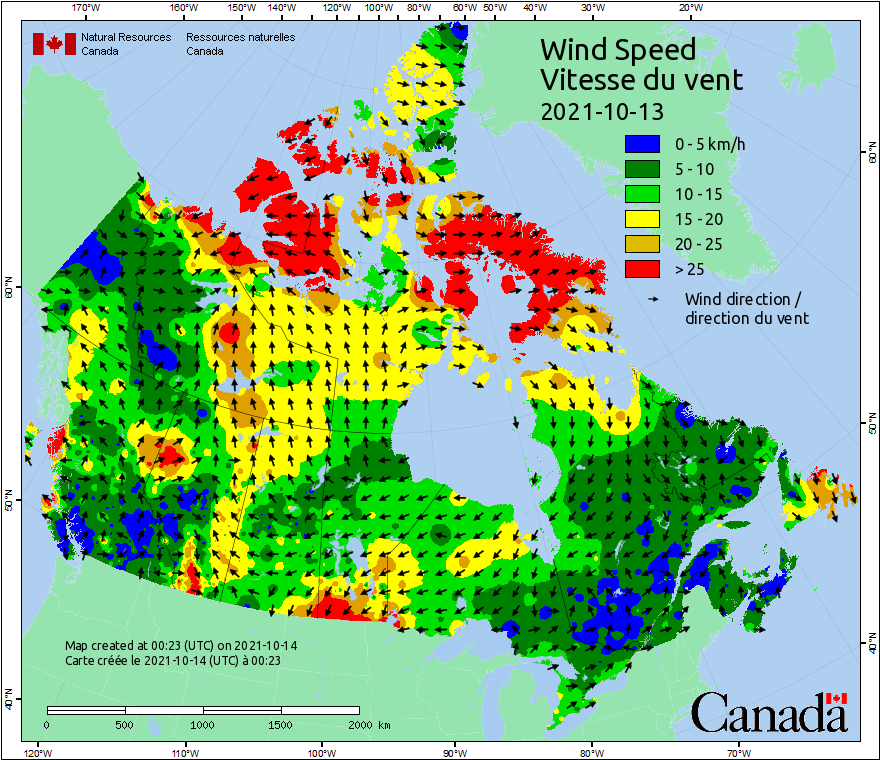 170°W 160°W 150°W 140°W 120°W 100°W 80°W 60°W 50°W 40°W 30°W 20°W
Natural Resources Ressources naturelles
Canada Canada
Wind Speed
Vitesse du vent
2021-10-13
0 - 5 km/h
5 - 10
10 - 15
15 - 20
20 - 25
> 25
Wind direction /
direction du vent
60°N 60°N
50°N 50°N
40°N 40°N
Map created at 00:23 (UTC) on 2021-10-14
Carte créée le 2021-10-14 (UTC) à 00:23
0 500 1000 1500 2000 km
Canada
120°W 110°W 100°W 90°W 80°W 70°W